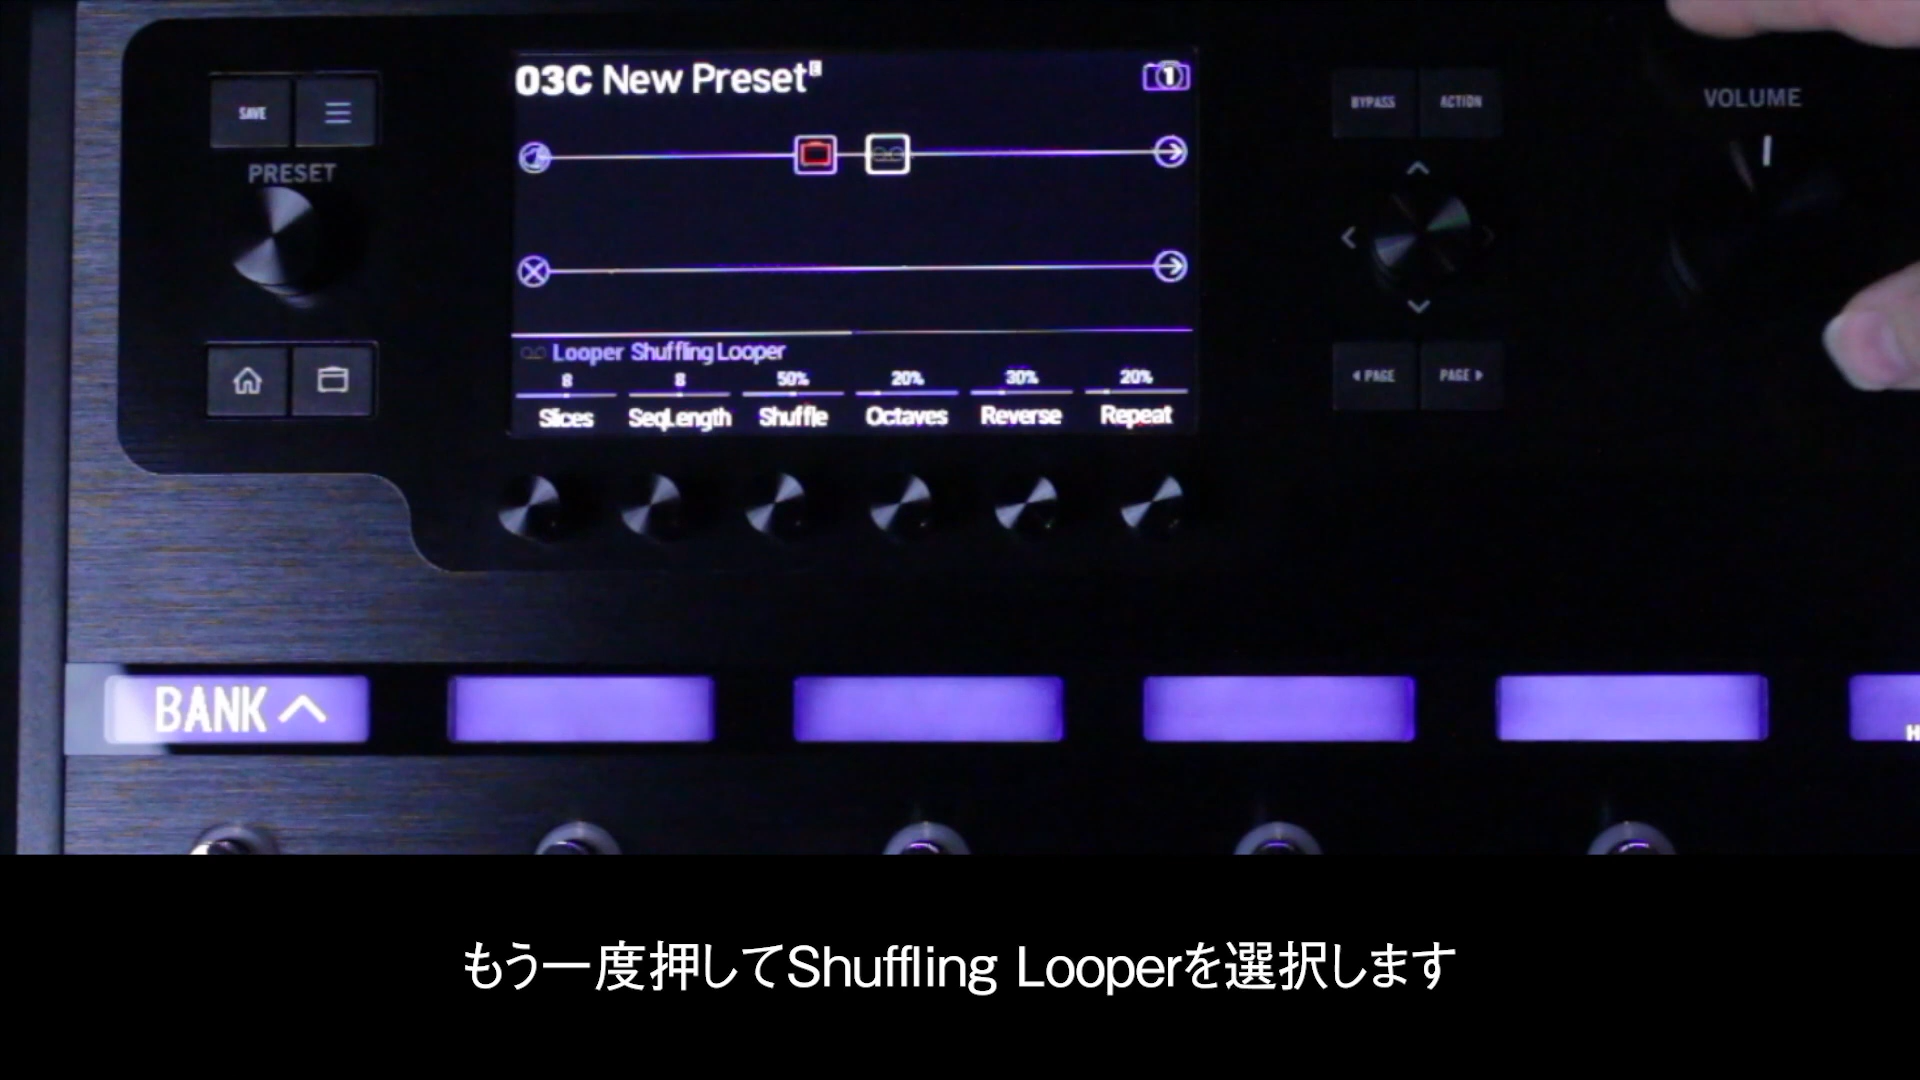 SAVE
PRESET
03C New Preset
1
BYPASS
ACTION
VOLUME
Looper Shuffling Looper
8 8 50% 20% 30% 20%
Slices SeqLength Shuffle Octaves Reverse Repeat
PAGE
PAGE
BANK
もう一度押してShuffling Looperを選択します